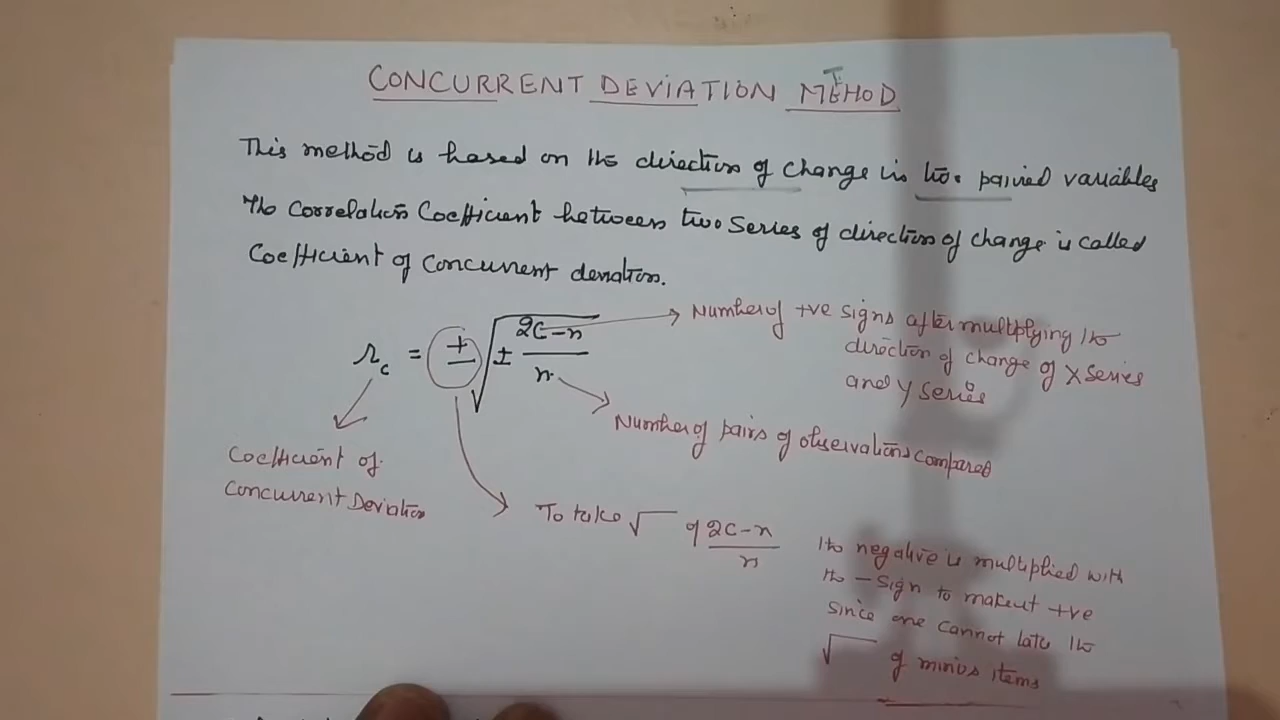 CONCURRENT DEVIATION METHOD
This method is based on the direction of change in two paired variables
The Correlation Coefficient between two Series of direction of change is called
Coefficient of Concurrent deviation.
r_c = ± √(± (2C-n)/n)
Number of +ve signs after multiplying the
direction of change of X Series
and Y Series
Number of pairs of observations compared
Coefficient of
Concurrent Deviation
To take √ of (2C-n)/n
the negative is multiplied with
the - sign to make it +ve
since one cannot take the
√ of minus items